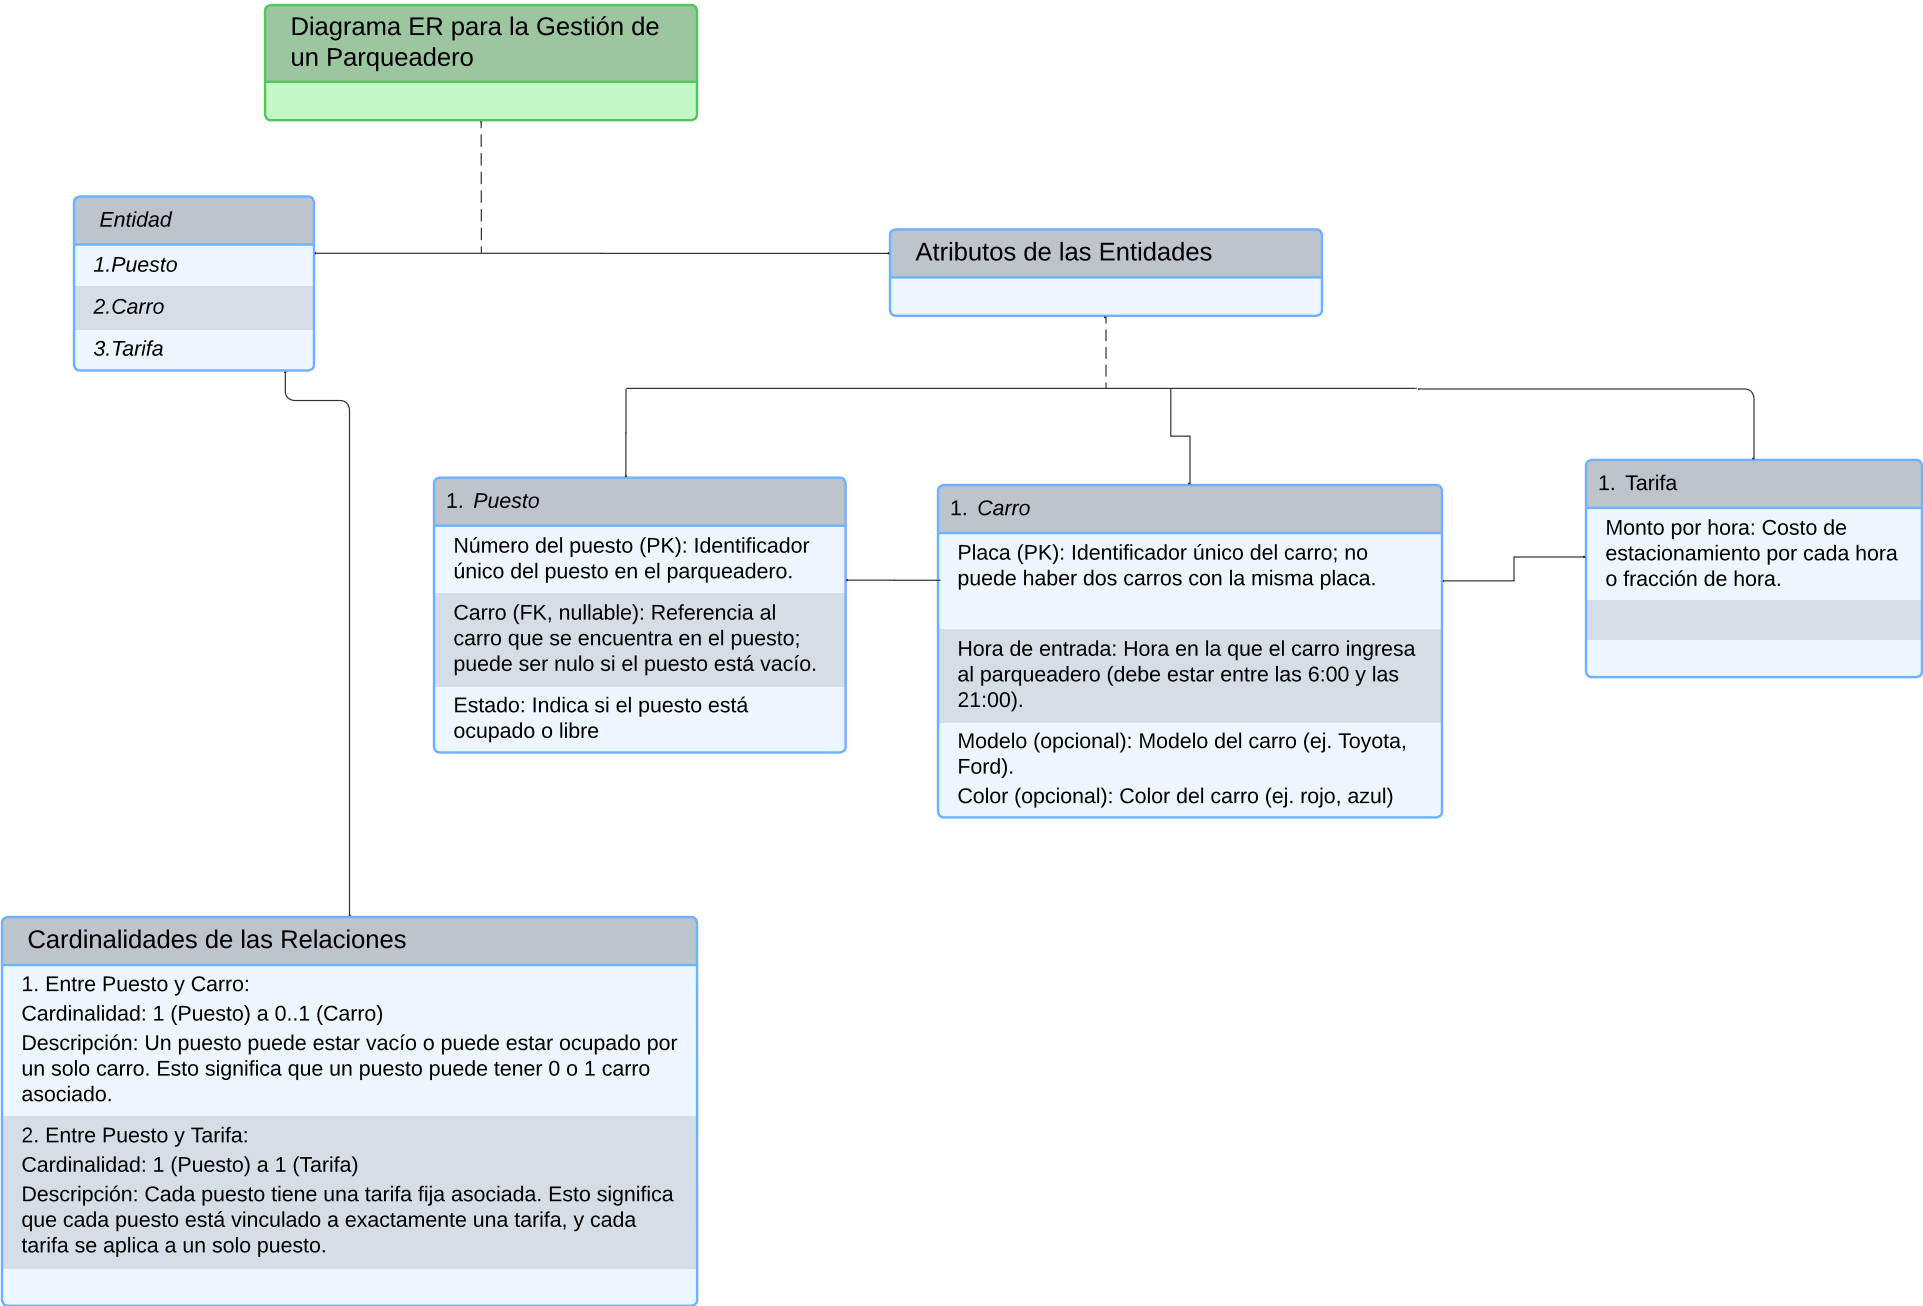 Diagrama ER para la Gestión de
un Parqueadero
Entidad
1.Puesto
2.Carro
3.Tarifa
Atributos de las Entidades
1. Puesto
Número del puesto (PK): Identificador
único del puesto en el parqueadero.
Carro (FK, nullable): Referencia al
carro que se encuentra en el puesto;
puede ser nulo si el puesto está vacío.
Estado: Indica si el puesto está
ocupado o libre
1. Carro
Placa (PK): Identificador único del carro; no
puede haber dos carros con la misma placa.
Hora de entrada: Hora en la que el carro ingresa
al parqueadero (debe estar entre las 6:00 y las
21:00).
Modelo (opcional): Modelo del carro (ej. Toyota,
Ford).
Color (opcional): Color del carro (ej. rojo, azul)
1. Tarifa
Monto por hora: Costo de
estacionamiento por cada hora
o fracción de hora.
Cardinalidades de las Relaciones
1. Entre Puesto y Carro:
Cardinalidad: 1 (Puesto) a 0..1 (Carro)
Descripción: Un puesto puede estar vacío o puede estar ocupado por
un solo carro. Esto significa que un puesto puede tener 0 o 1 carro
asociado.
2. Entre Puesto y Tarifa:
Cardinalidad: 1 (Puesto) a 1 (Tarifa)
Descripción: Cada puesto tiene una tarifa fija asociada. Esto significa
que cada puesto está vinculado a exactamente una tarifa, y cada
tarifa se aplica a un solo puesto.